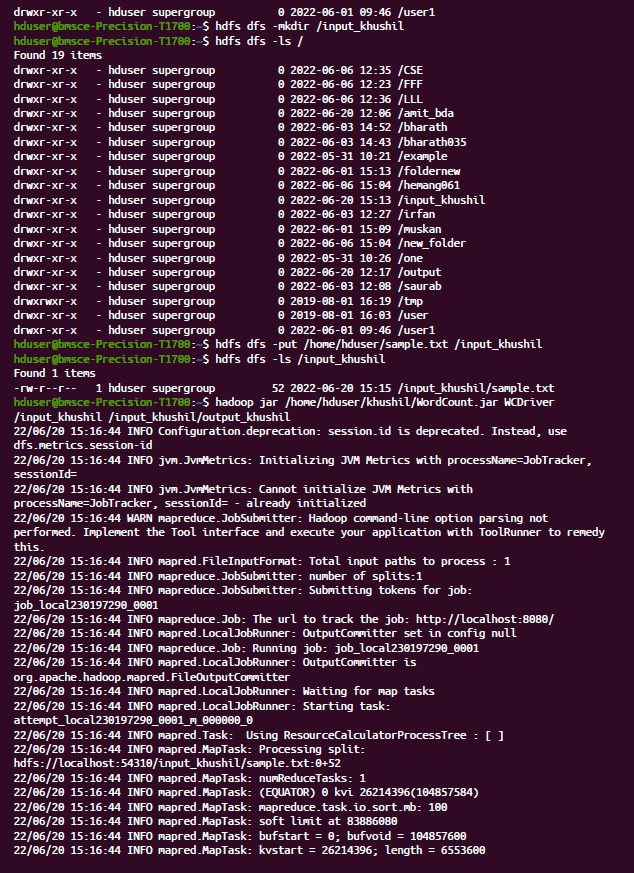 drwxr-xr-x   - hduser supergroup          0 2022-06-01 09:46 /user1
hduser@bmsce-Precision-T1700:~$ hdfs dfs -mkdir /input_khushil
hduser@bmsce-Precision-T1700:~$ hdfs dfs -ls /
Found 19 items
drwxr-xr-x   - hduser supergroup          0 2022-06-06 12:35 /CSE
drwxr-xr-x   - hduser supergroup          0 2022-06-06 12:23 /FFF
drwxr-xr-x   - hduser supergroup          0 2022-06-06 12:36 /LLL
drwxr-xr-x   - hduser supergroup          0 2022-06-20 12:06 /amit_bda
drwxr-xr-x   - hduser supergroup          0 2022-06-03 14:52 /bharath
drwxr-xr-x   - hduser supergroup          0 2022-06-03 14:43 /bharath035
drwxr-xr-x   - hduser supergroup          0 2022-05-31 10:21 /example
drwxr-xr-x   - hduser supergroup          0 2022-06-01 15:13 /foldernew
drwxr-xr-x   - hduser supergroup          0 2022-06-06 15:04 /hemang061
drwxr-xr-x   - hduser supergroup          0 2022-06-20 15:13 /input_khushil
drwxr-xr-x   - hduser supergroup          0 2022-06-03 12:27 /irfan
drwxr-xr-x   - hduser supergroup          0 2022-06-01 15:09 /muskan
drwxr-xr-x   - hduser supergroup          0 2022-06-06 15:04 /new_folder
drwxr-xr-x   - hduser supergroup          0 2022-05-31 10:26 /one
drwxr-xr-x   - hduser supergroup          0 2022-06-20 12:17 /output
drwxr-xr-x   - hduser supergroup          0 2022-06-03 12:08 /saurab
drwxrwxr-x   - hduser supergroup          0 2019-08-01 16:19 /tmp
drwxr-xr-x   - hduser supergroup          0 2019-08-01 16:03 /user
drwxr-xr-x   - hduser supergroup          0 2022-06-01 09:46 /user1
hduser@bmsce-Precision-T1700:~$ hdfs dfs -put /home/hduser/sample.txt /input_khushil
hduser@bmsce-Precision-T1700:~$ hdfs dfs -ls /input_khushil
Found 1 items
-rw-r--r--   1 hduser supergroup         52 2022-06-20 15:15 /input_khushil/sample.txt
hduser@bmsce-Precision-T1700:~$ hadoop jar /home/hduser/khushil/WordCount.jar WCDriver
/input_khushil /input_khushil/output_khushil
22/06/20 15:16:44 INFO Configuration.deprecation: session.id is deprecated. Instead, use
dfs.metrics.session-id
22/06/20 15:16:44 INFO jvm.JvmMetrics: Initializing JVM Metrics with processName=JobTracker,
sessionId=
22/06/20 15:16:44 INFO jvm.JvmMetrics: Cannot initialize JVM Metrics with
processName=JobTracker, sessionId= - already initialized
22/06/20 15:16:44 WARN mapreduce.JobSubmitter: Hadoop command-line option parsing not
performed. Implement the Tool interface and execute your application with ToolRunner to remedy
this.
22/06/20 15:16:44 INFO mapred.FileInputFormat: Total input paths to process : 1
22/06/20 15:16:44 INFO mapreduce.JobSubmitter: number of splits:1
22/06/20 15:16:44 INFO mapreduce.JobSubmitter: Submitting tokens for job:
job_local230197290_0001
22/06/20 15:16:44 INFO mapreduce.Job: The url to track the job: http://localhost:8080/
22/06/20 15:16:44 INFO mapred.LocalJobRunner: OutputCommitter set in config null
22/06/20 15:16:44 INFO mapreduce.Job: Running job: job_local230197290_0001
22/06/20 15:16:44 INFO mapred.LocalJobRunner: OutputCommitter is
org.apache.hadoop.mapred.FileOutputCommitter
22/06/20 15:16:44 INFO mapred.LocalJobRunner: Waiting for map tasks
22/06/20 15:16:44 INFO mapred.LocalJobRunner: Starting task:
attempt_local230197290_0001_m_000000_0
22/06/20 15:16:44 INFO mapred.Task:  Using ResourceCalculatorProcessTree : [ ]
22/06/20 15:16:44 INFO mapred.MapTask: Processing split:
hdfs://localhost:54310/input_khushil/sample.txt:0+52
22/06/20 15:16:44 INFO mapred.MapTask: numReduceTasks: 1
22/06/20 15:16:44 INFO mapred.MapTask: (EQUATOR) 0 kvi 26214396(104857584)
22/06/20 15:16:44 INFO mapred.MapTask: mapreduce.task.io.sort.mb: 100
22/06/20 15:16:44 INFO mapred.MapTask: soft limit at 83886080
22/06/20 15:16:44 INFO mapred.MapTask: bufstart = 0; bufvoid = 104857600
22/06/20 15:16:44 INFO mapred.MapTask: kvstart = 26214396; length = 6553600